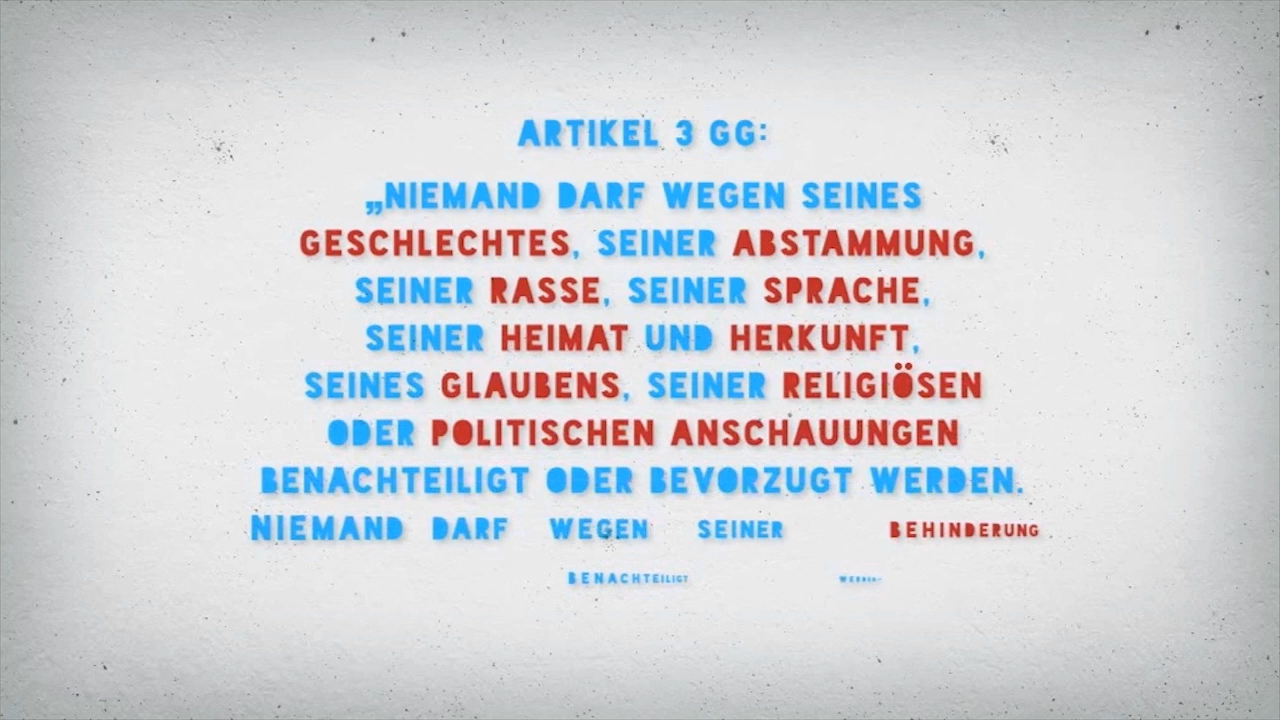 ARTIKEL 3 GG:
„NIEMAND DARF WEGEN SEINES
GESCHLECHTES, SEINER ABSTAMMUNG,
SEINER RASSE, SEINER SPRACHE,
SEINER HEIMAT UND HERKUNFT,
SEINES GLAUBENS, SEINER RELIGIÖSEN
ODER POLITISCHEN ANSCHAUUNGEN
BENACHTEILIGT ODER BEVORZUGT WERDEN.
NIEMAND DARF WEGEN SEINER BEHINDERUNG
BENACHTEILIGT